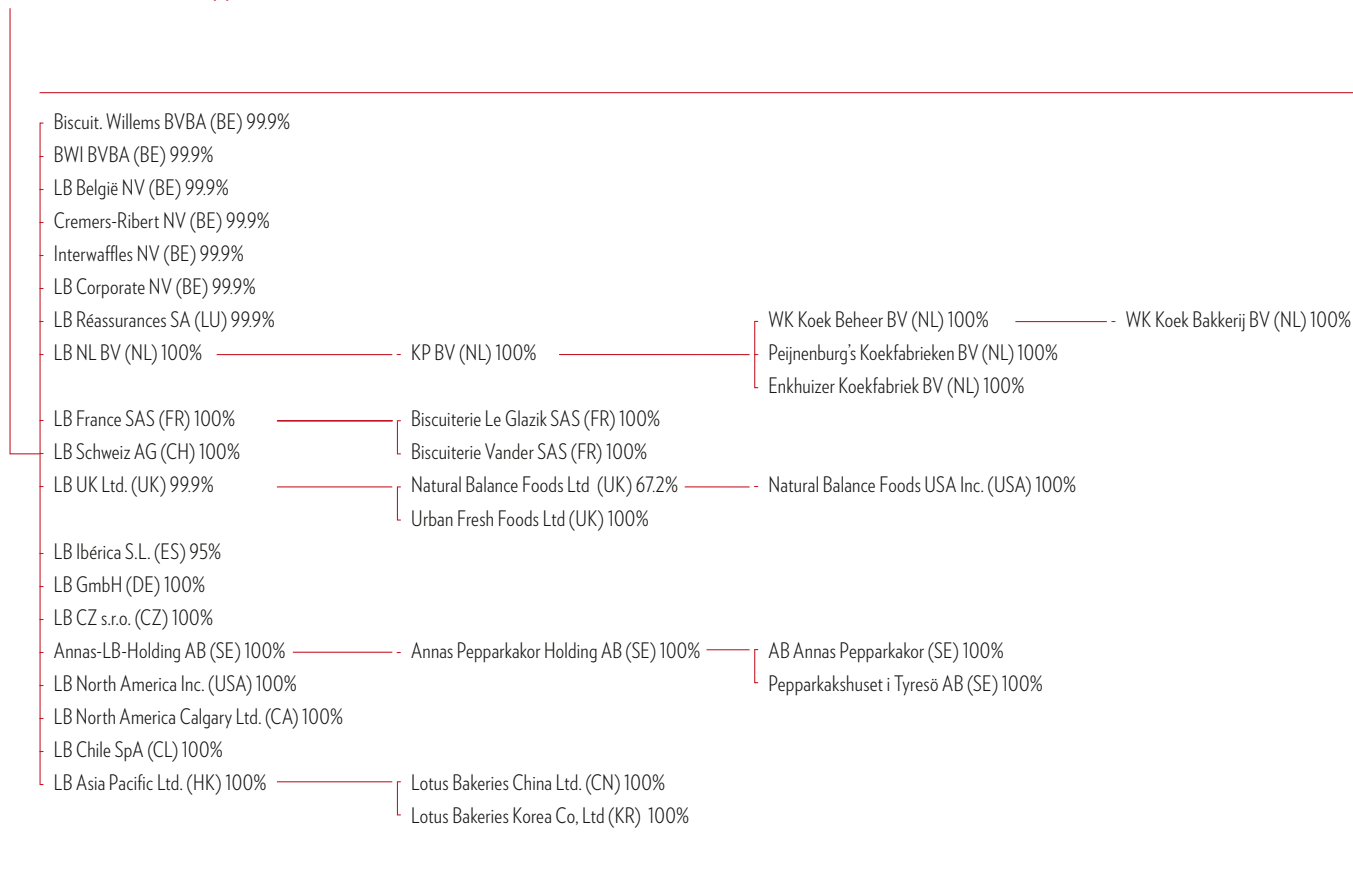 Biscuit. Willems BVBA (BE) 99.9%
BWI BVBA (BE) 99.9%
LB België NV (BE) 99.9%
Cremers-Ribert NV (BE) 99.9%
Interwaffles NV (BE) 99.9%
LB Corporate NV (BE) 99.9%
LB Réassurances SA (LU) 99.9% WK Koek Beheer BV (NL) 100% WK Koek Bakkerij BV (NL) 100%
LB NL BV (NL) 100% KP BV (NL) 100% Peijnenburg's Koekfabrieken BV (NL) 100%
Enkhuizer Koekfabriek BV (NL) 100%
LB France SAS (FR) 100% Biscuiterie Le Glazik SAS (FR) 100%
LB Schweiz AG (CH) 100% Biscuiterie Vander SAS (FR) 100%
LB UK Ltd. (UK) 99.9% Natural Balance Foods Ltd (UK) 67.2% Natural Balance Foods USA Inc. (USA) 100%
Urban Fresh Foods Ltd (UK) 100%
LB Ibérica S.L. (ES) 95%
LB GmbH (DE) 100%
LB CZ s.r.o. (CZ) 100%
Annas-LB-Holding AB (SE) 100% Annas Pepparkakor Holding AB (SE) 100% AB Annas Pepparkakor (SE) 100%
LB North America Inc. (USA) 100% Pepparkakshuset i Tyresö AB (SE) 100%
LB North America Calgary Ltd. (CA) 100%
LB Chile SpA (CL) 100%
LB Asia Pacific Ltd. (HK) 100% Lotus Bakeries China Ltd. (CN) 100%
Lotus Bakeries Korea Co, Ltd (KR) 100%